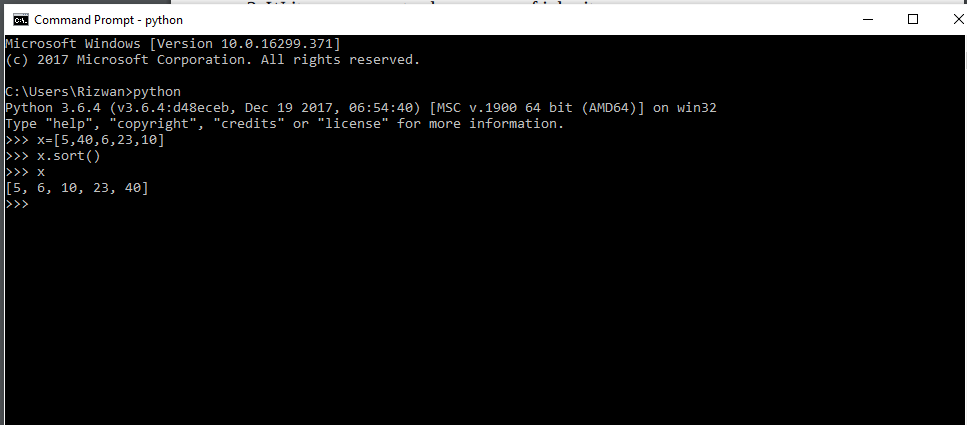 Command Prompt - python
Microsoft Windows [Version 10.0.16299.371]
(c) 2017 Microsoft Corporation. All rights reserved.
C:\Users\Rizwan>python
Python 3.6.4 (v3.6.4:d48eceb, Dec 19 2017, 06:54:40) [MSC v.1900 64 bit (AMD64)] on win32
Type "help", "copyright", "credits" or "license" for more information.
>>> x=[5,40,6,23,10]
>>> x.sort()
>>> x
[5, 6, 10, 23, 40]
>>>